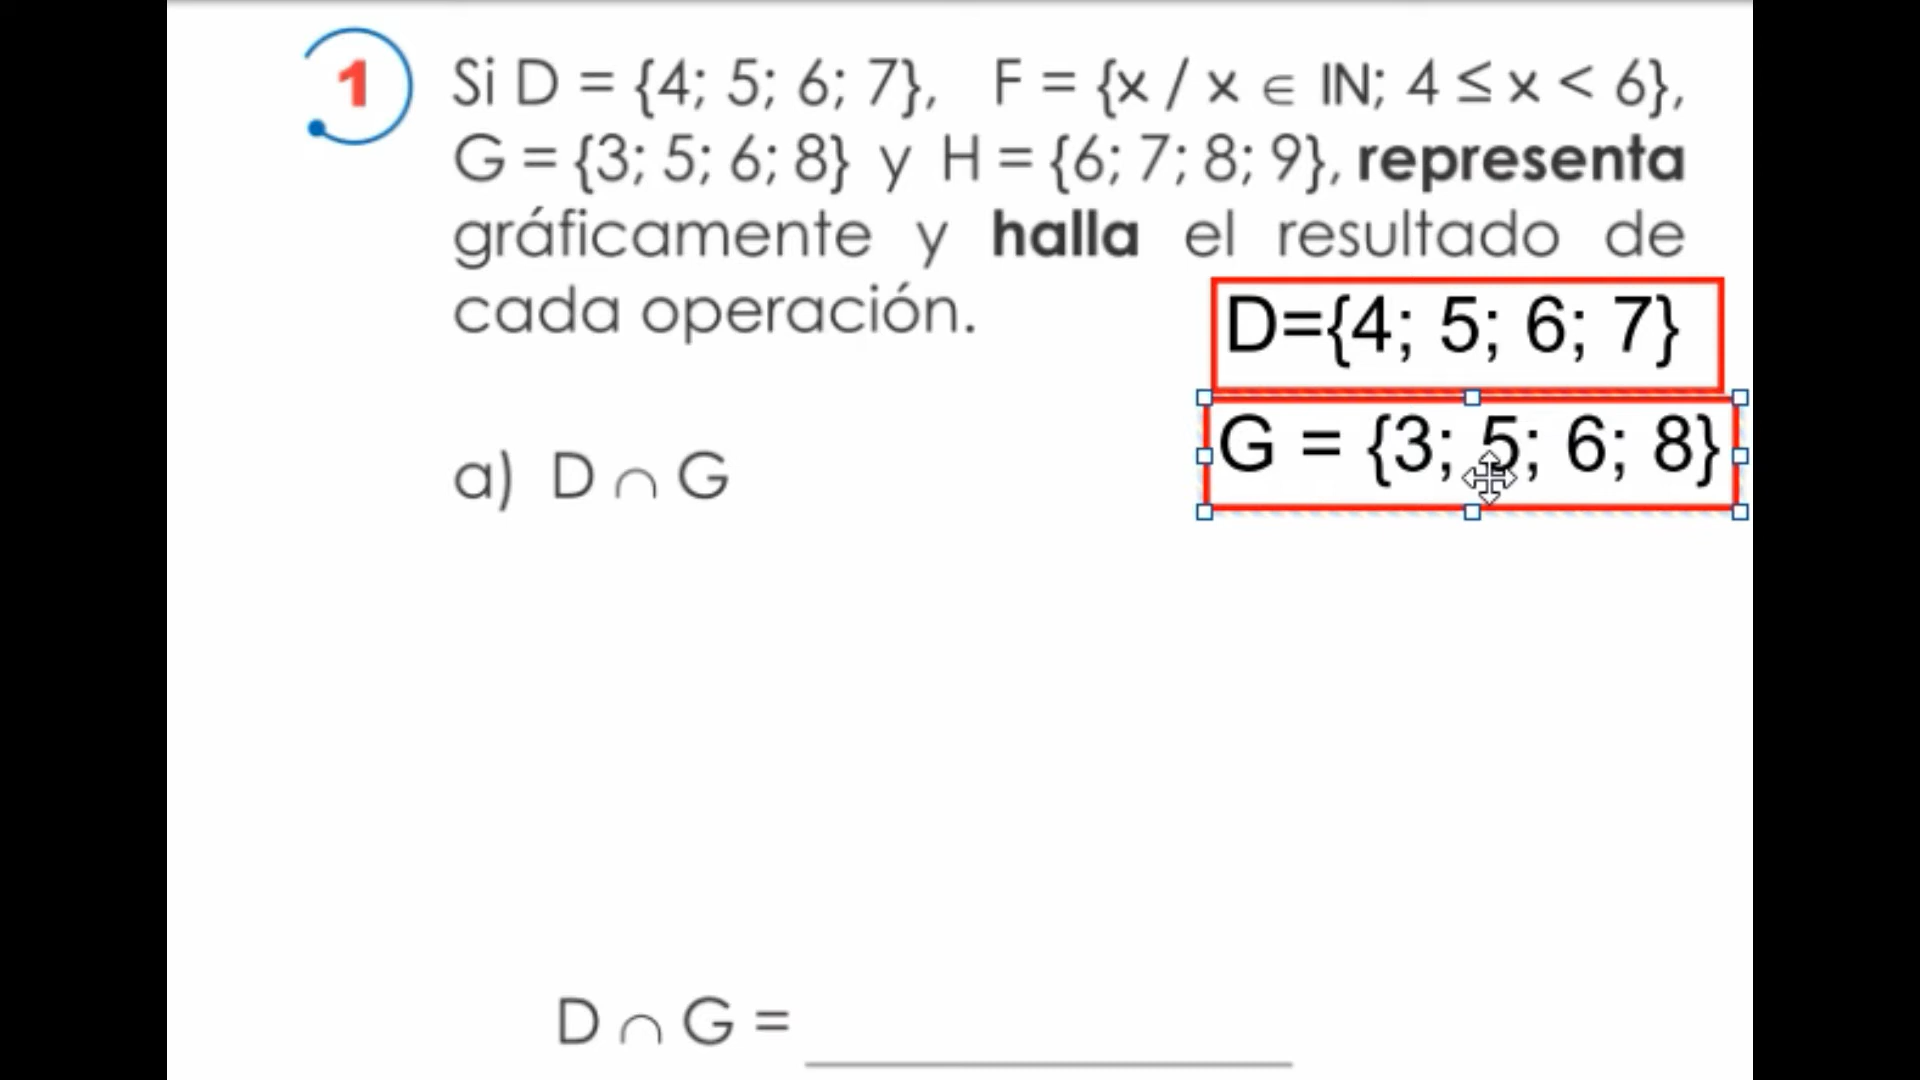 1 Si D = {4; 5; 6; 7}, F = {x / x ∈ IN; 4 ≤ x < 6},
G = {3; 5; 6; 8} y H = {6; 7; 8; 9}, representa
gráficamente y halla el resultado de
cada operación.
D={4; 5; 6; 7}
G = {3; 5; 6; 8}
a) D ∩ G
D ∩ G =